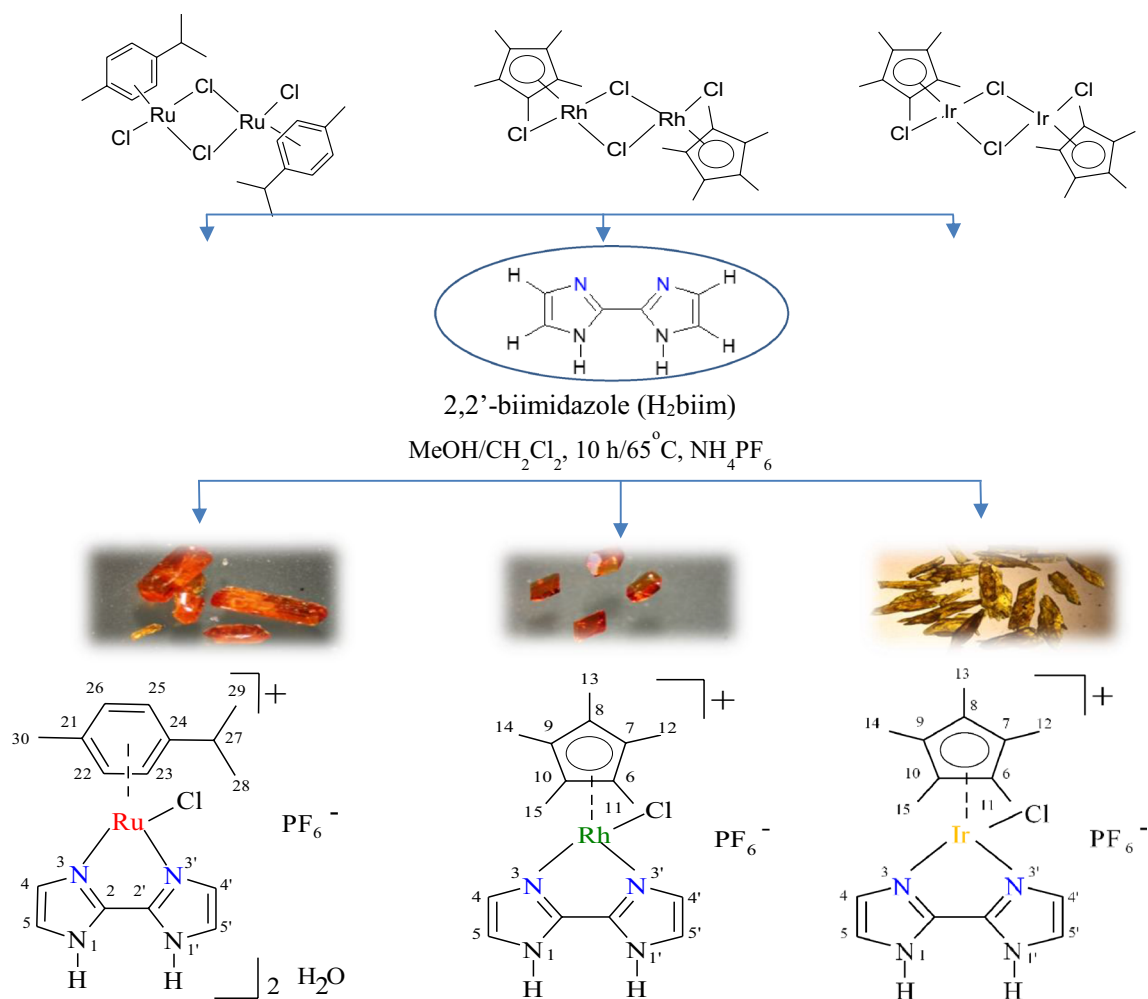 Cl
Cl
Ru
Ru
Cl
Cl
Cl
Cl
Rh
Rh
Cl
Cl
Cl
Cl
Ir
Ir
Cl
Cl
H N N H
H N N H
H H
2,2’-biimidazole (H₂biim)
MeOH/CH₂Cl₂, 10 h/65°C, NH₄PF₆
26 25 29 +
21 24
30 27
22 23 28
Cl
Ru PF₆⁻
3 N N 3'
4 2 2' 4'
5 5'
N 1 N 1'
H H
2 H₂O
13 +
8
14 9 7 12
10 6
15 11 Cl
Rh PF₆⁻
3 N N 3'
4 4'
5 5'
N 1 N 1'
H H
13 +
8
14 9 7 12
10 6
15 11 Cl
Ir PF₆⁻
3 N N 3'
4 4'
5 5'
N 1 N 1'
H H